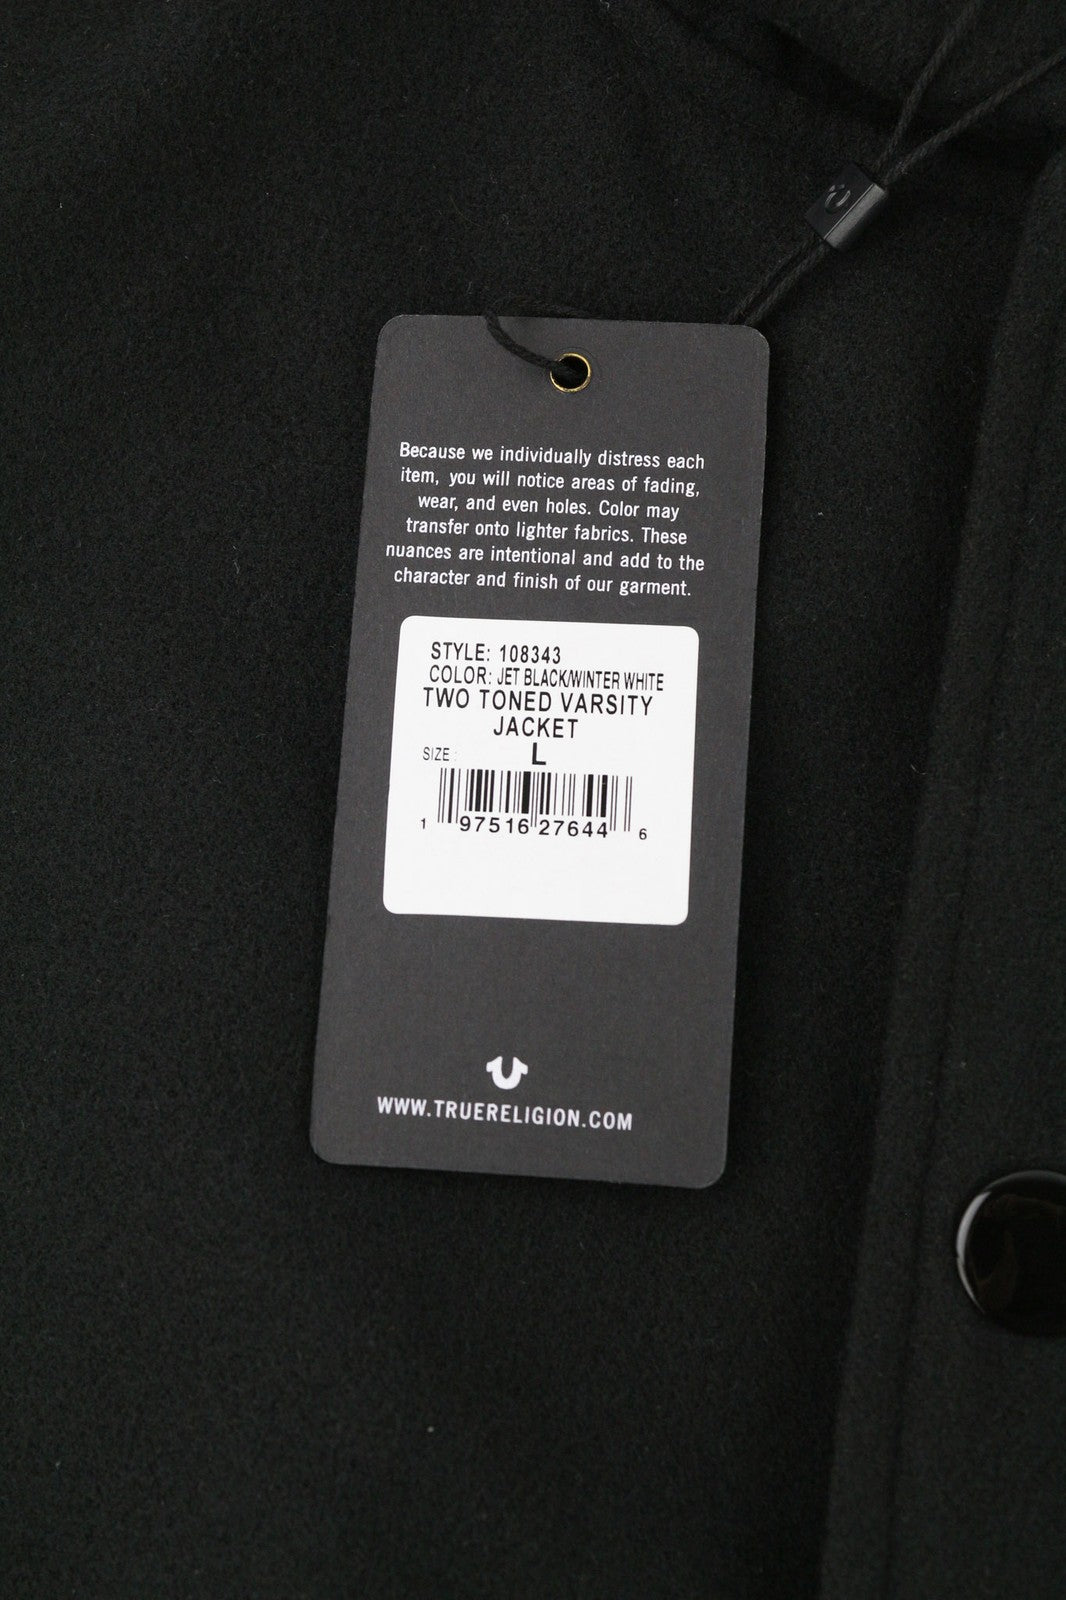 Because we individually distress each
item, you will notice areas of fading,
wear, and even holes. Color may
transfer onto lighter fabrics. These
nuances are intentional and add to the
character and finish of our garment.
STYLE: 108343
COLOR: JET BLACK/WINTER WHITE
TWO TONED VARSITY
JACKET
SIZE : L
1 97516 27644 6
WWW.TRUERELIGION.COM